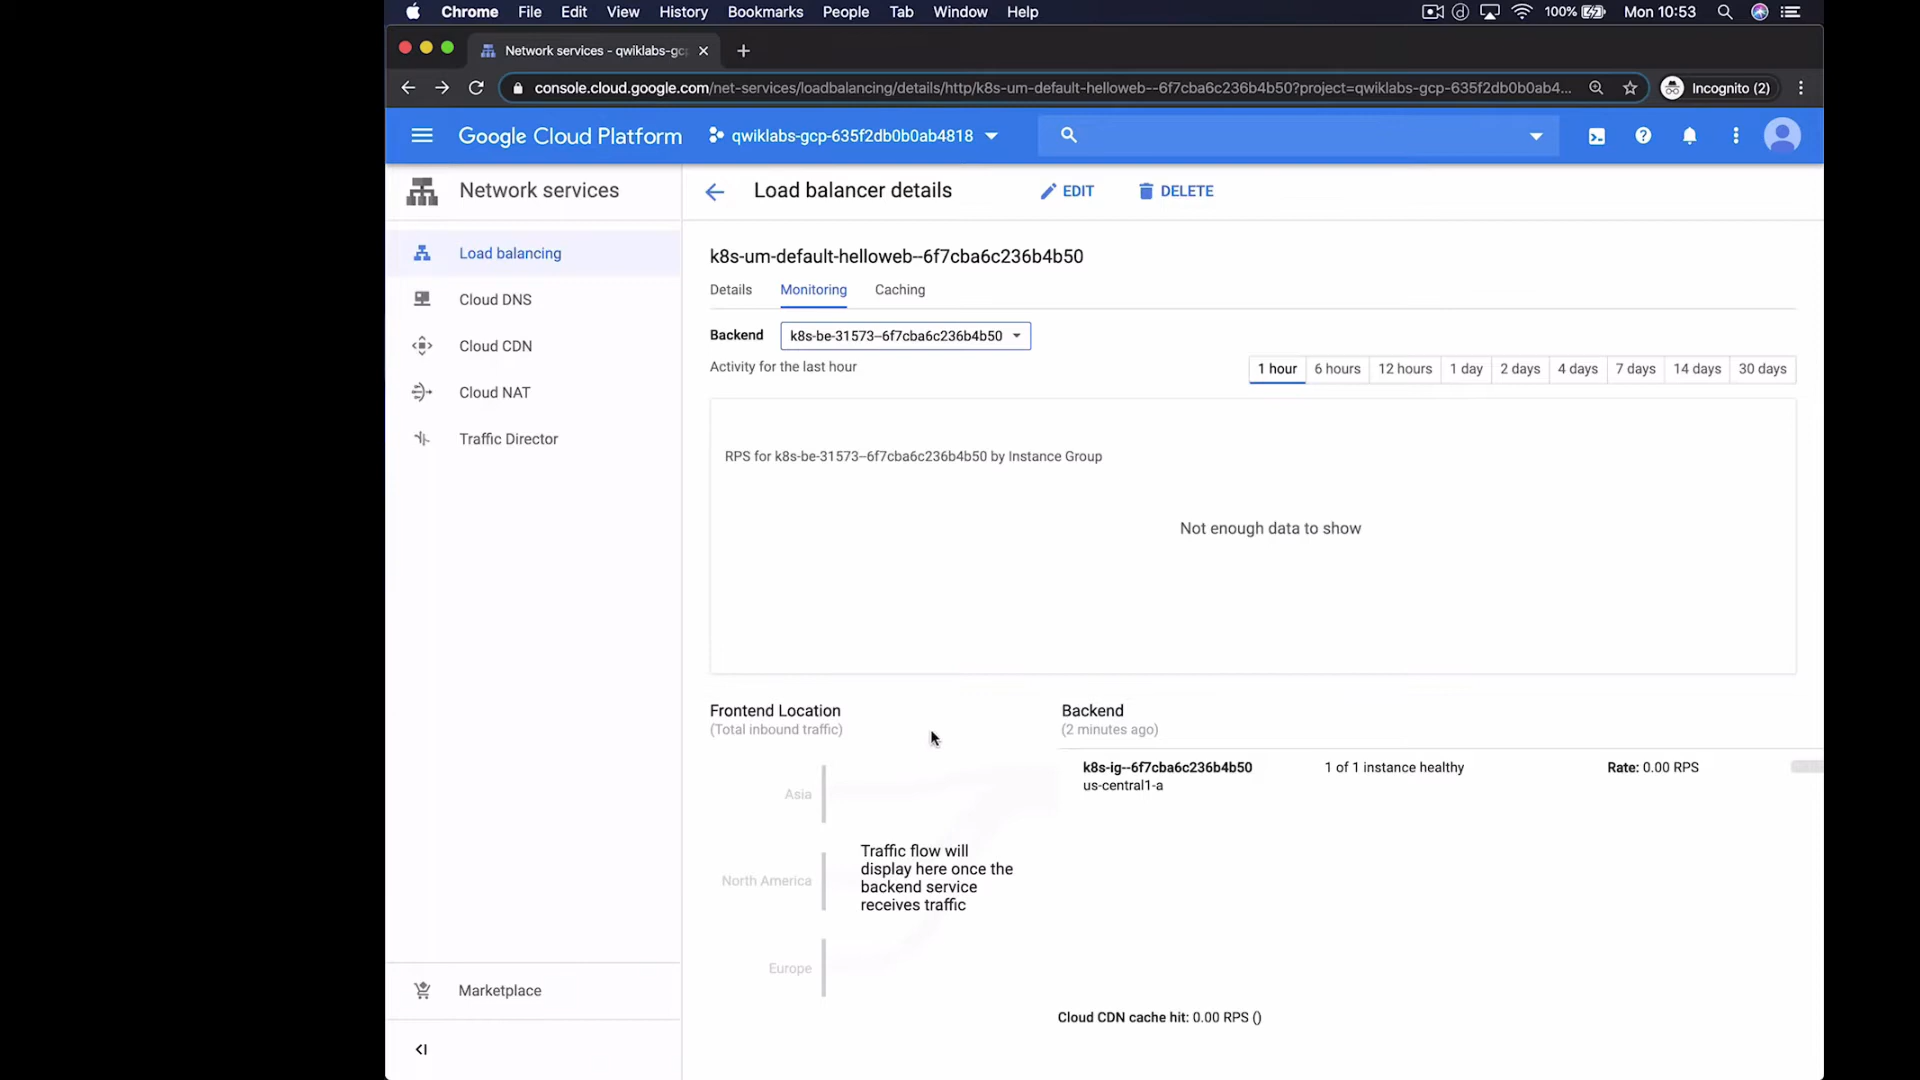 Chrome File Edit View History Bookmarks People Tab Window Help
100% Mon 10:53
Network services - qwiklabs-gc
console.cloud.google.com/net-services/loadbalancing/details/http/k8s-um-default-helloweb--6f7cba6c236b4b50?project=qwiklabs-gcp-635f2db0b0ab4...
Incognito (2)
Google Cloud Platform
qwiklabs-gcp-635f2db0b0ab4818
Network services
Load balancer details
EDIT
DELETE
Load balancing
Cloud DNS
Cloud CDN
Cloud NAT
Traffic Director
Marketplace
k8s-um-default-helloweb--6f7cba6c236b4b50
Details Monitoring Caching
Backend k8s-be-31573--6f7cba6c236b4b50
Activity for the last hour
1 hour 6 hours 12 hours 1 day 2 days 4 days 7 days 14 days 30 days
RPS for k8s-be-31573--6f7cba6c236b4b50 by Instance Group
Not enough data to show
Frontend Location
(Total inbound traffic)
Asia
North America
Europe
Traffic flow will
display here once the
backend service
receives traffic
Backend
(2 minutes ago)
k8s-ig--6f7cba6c236b4b50 1 of 1 instance healthy Rate: 0.00 RPS
us-central1-a
Cloud CDN cache hit: 0.00 RPS ()